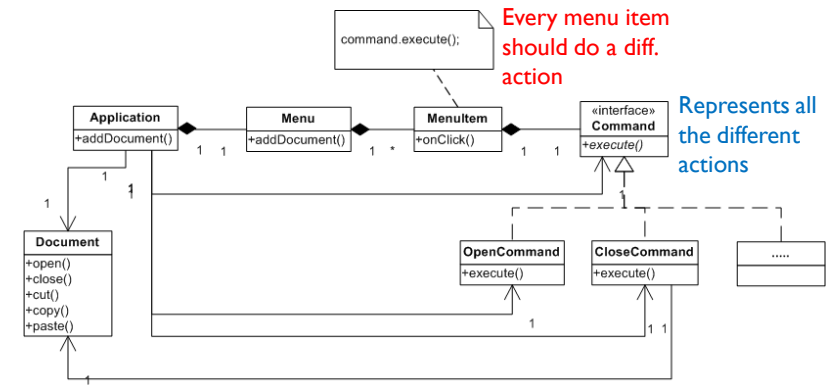 command.execute();
Every menu item
should do a diff.
action
Application
+addDocument()
Menu
+addDocument()
MenuItem
+onClick()
«interface»
Command
+execute()
Represents all
the different
actions
1
1
1
*
1
1
1
1
1
1
1
1
Document
+open()
+close()
+cut()
+copy()
+paste()
OpenCommand
+execute()
CloseCommand
+execute()
.....
1
1
1
1